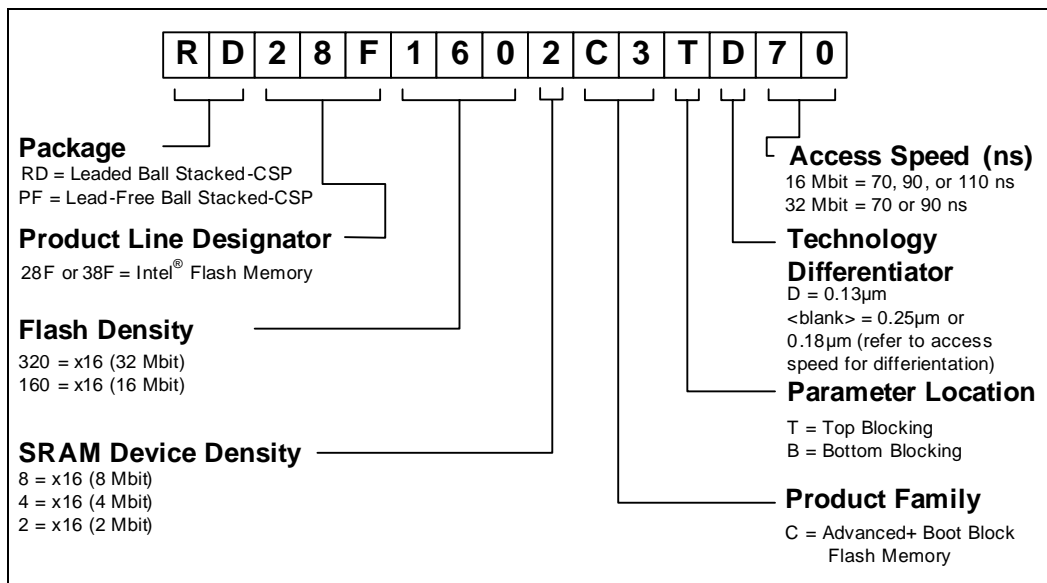 R D 2 8 F 1 6 0 2 C 3 T D 7 0
Package
RD = Leaded Ball Stacked-CSP
PF = Lead-Free Ball Stacked-CSP
Product Line Designator
28F or 38F = Intel® Flash Memory
Flash Density
320 = x16 (32 Mbit)
160 = x16 (16 Mbit)
SRAM Device Density
8 = x16 (8 Mbit)
4 = x16 (4 Mbit)
2 = x16 (2 Mbit)
Access Speed (ns)
16 Mbit = 70, 90, or 110 ns
32 Mbit = 70 or 90 ns
Technology
Differentiator
D = 0.13µm
<blank> = 0.25µm or
0.18µm (refer to access
speed for differientation)
Parameter Location
T = Top Blocking
B = Bottom Blocking
Product Family
C = Advanced+ Boot Block
Flash Memory